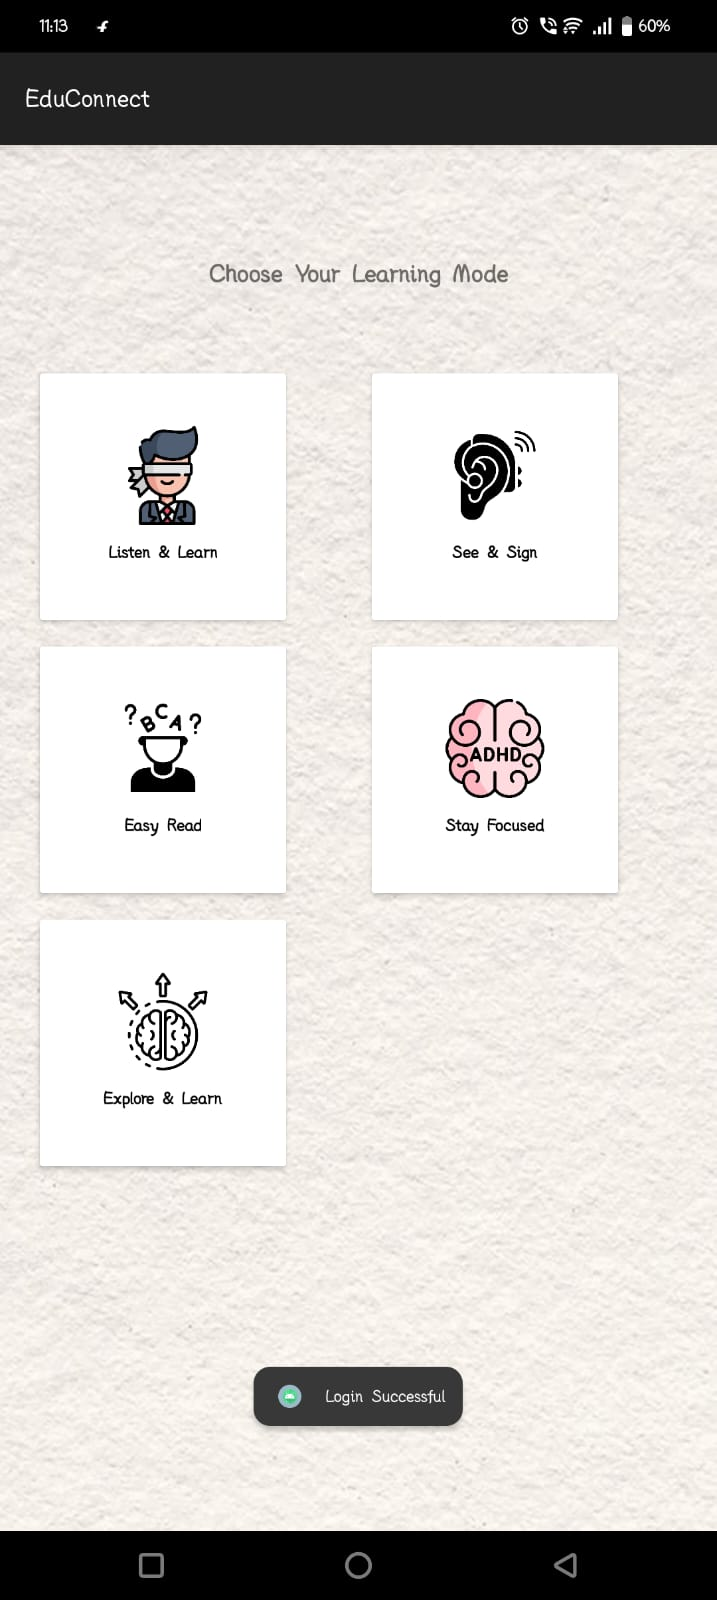 11:13
60%
EduConnect
Choose Your Learning Mode
Listen & Learn
See & Sign
? B C A ?
Easy Read
ADHD
Stay Focused
Explore & Learn
Login Successful